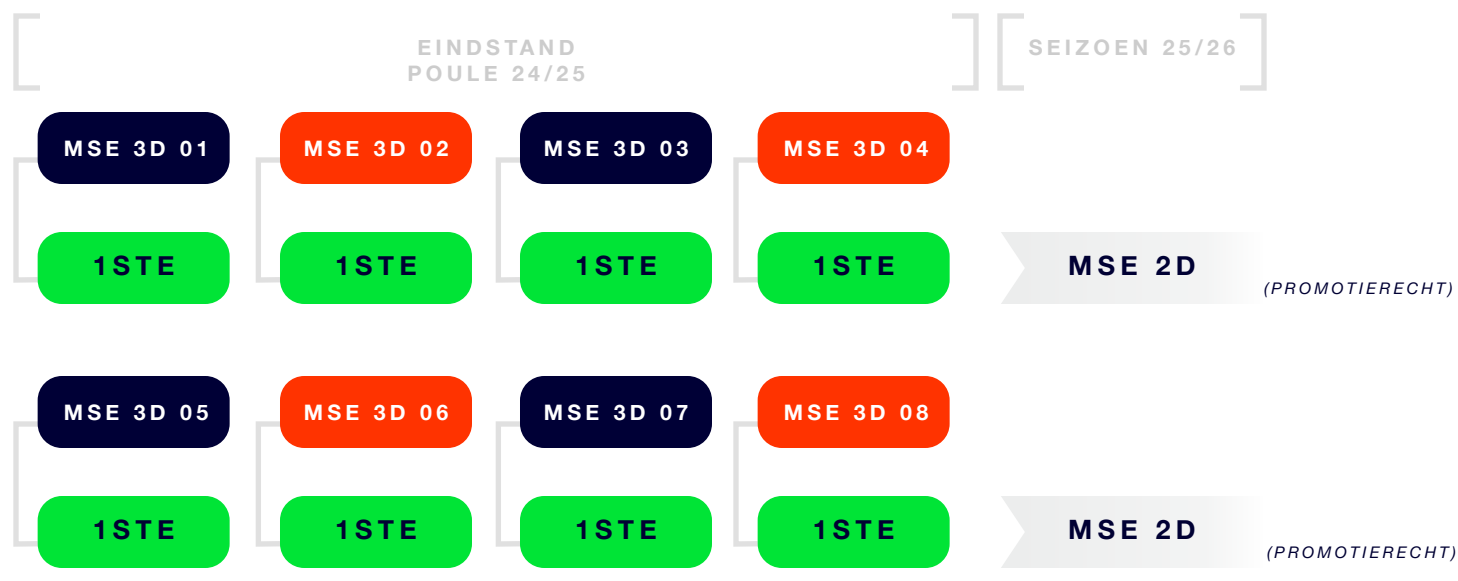 EINDSTAND
POULE 24/25
SEIZOEN 25/26
MSE 3D 01
MSE 3D 02
MSE 3D 03
MSE 3D 04
1STE
1STE
1STE
1STE
MSE 2D
(PROMOTIERECHT)
MSE 3D 05
MSE 3D 06
MSE 3D 07
MSE 3D 08
1STE
1STE
1STE
1STE
MSE 2D
(PROMOTIERECHT)